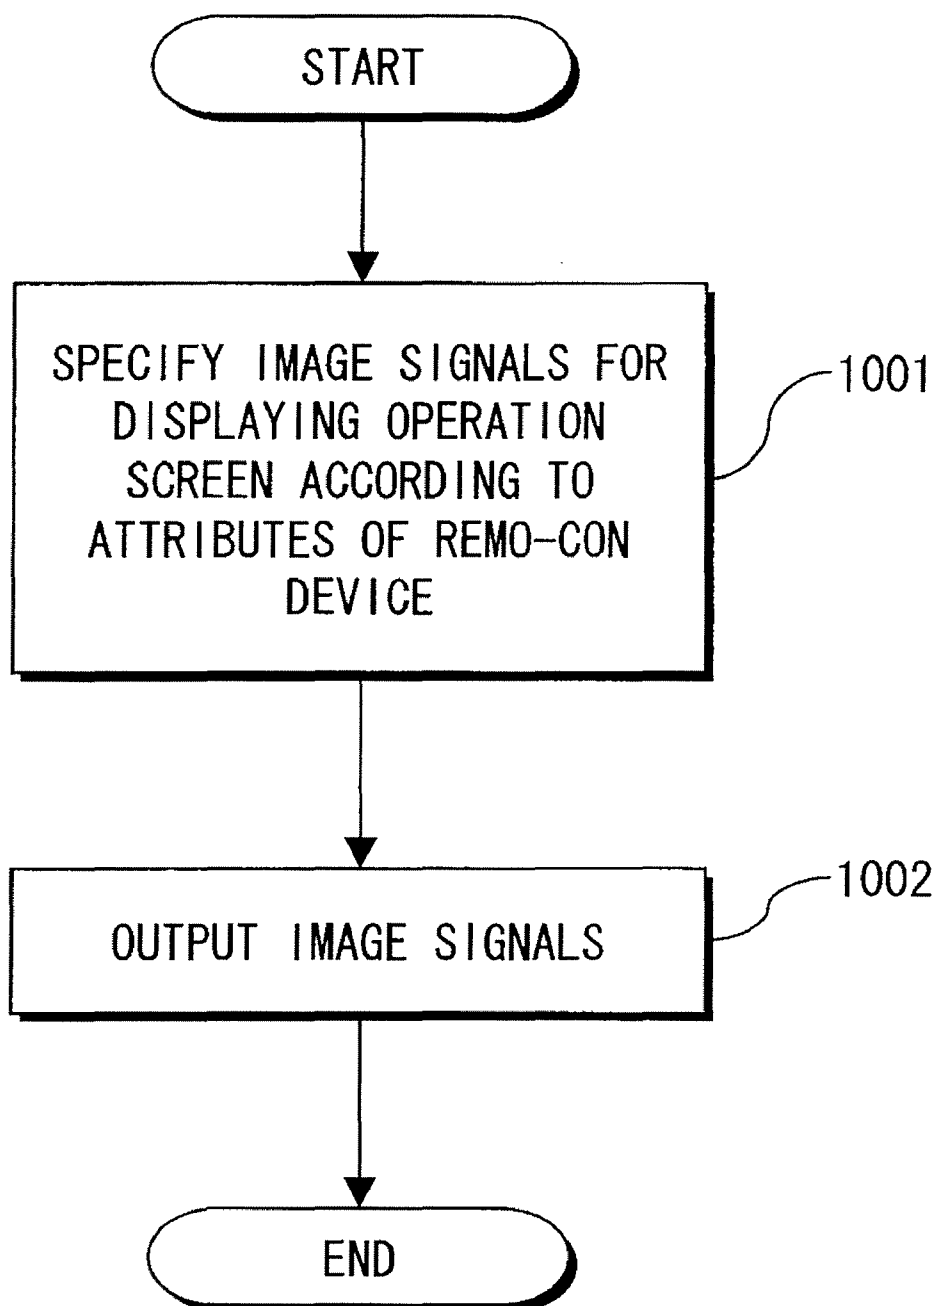 START
SPECIFY IMAGE SIGNALS FOR
DISPLAYING OPERATION
SCREEN ACCORDING TO
ATTRIBUTES OF REMO-CON
DEVICE
1001
OUTPUT IMAGE SIGNALS
1002
END